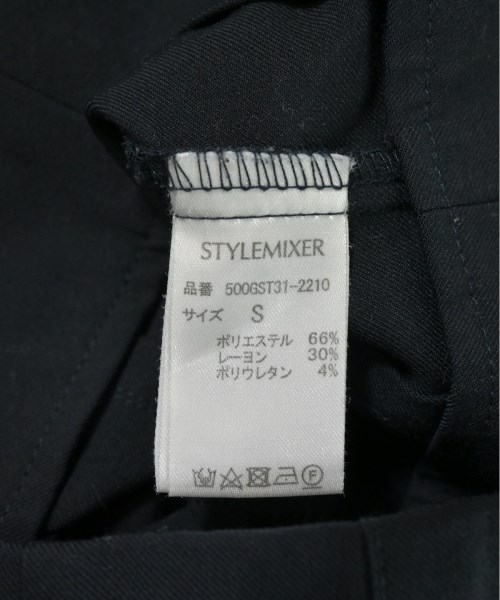 STYLEMIXER
品番 500GST31-2210
サイズ S
ポリエステル 66%
レーヨン 30%
ポリウレタン 4%
F